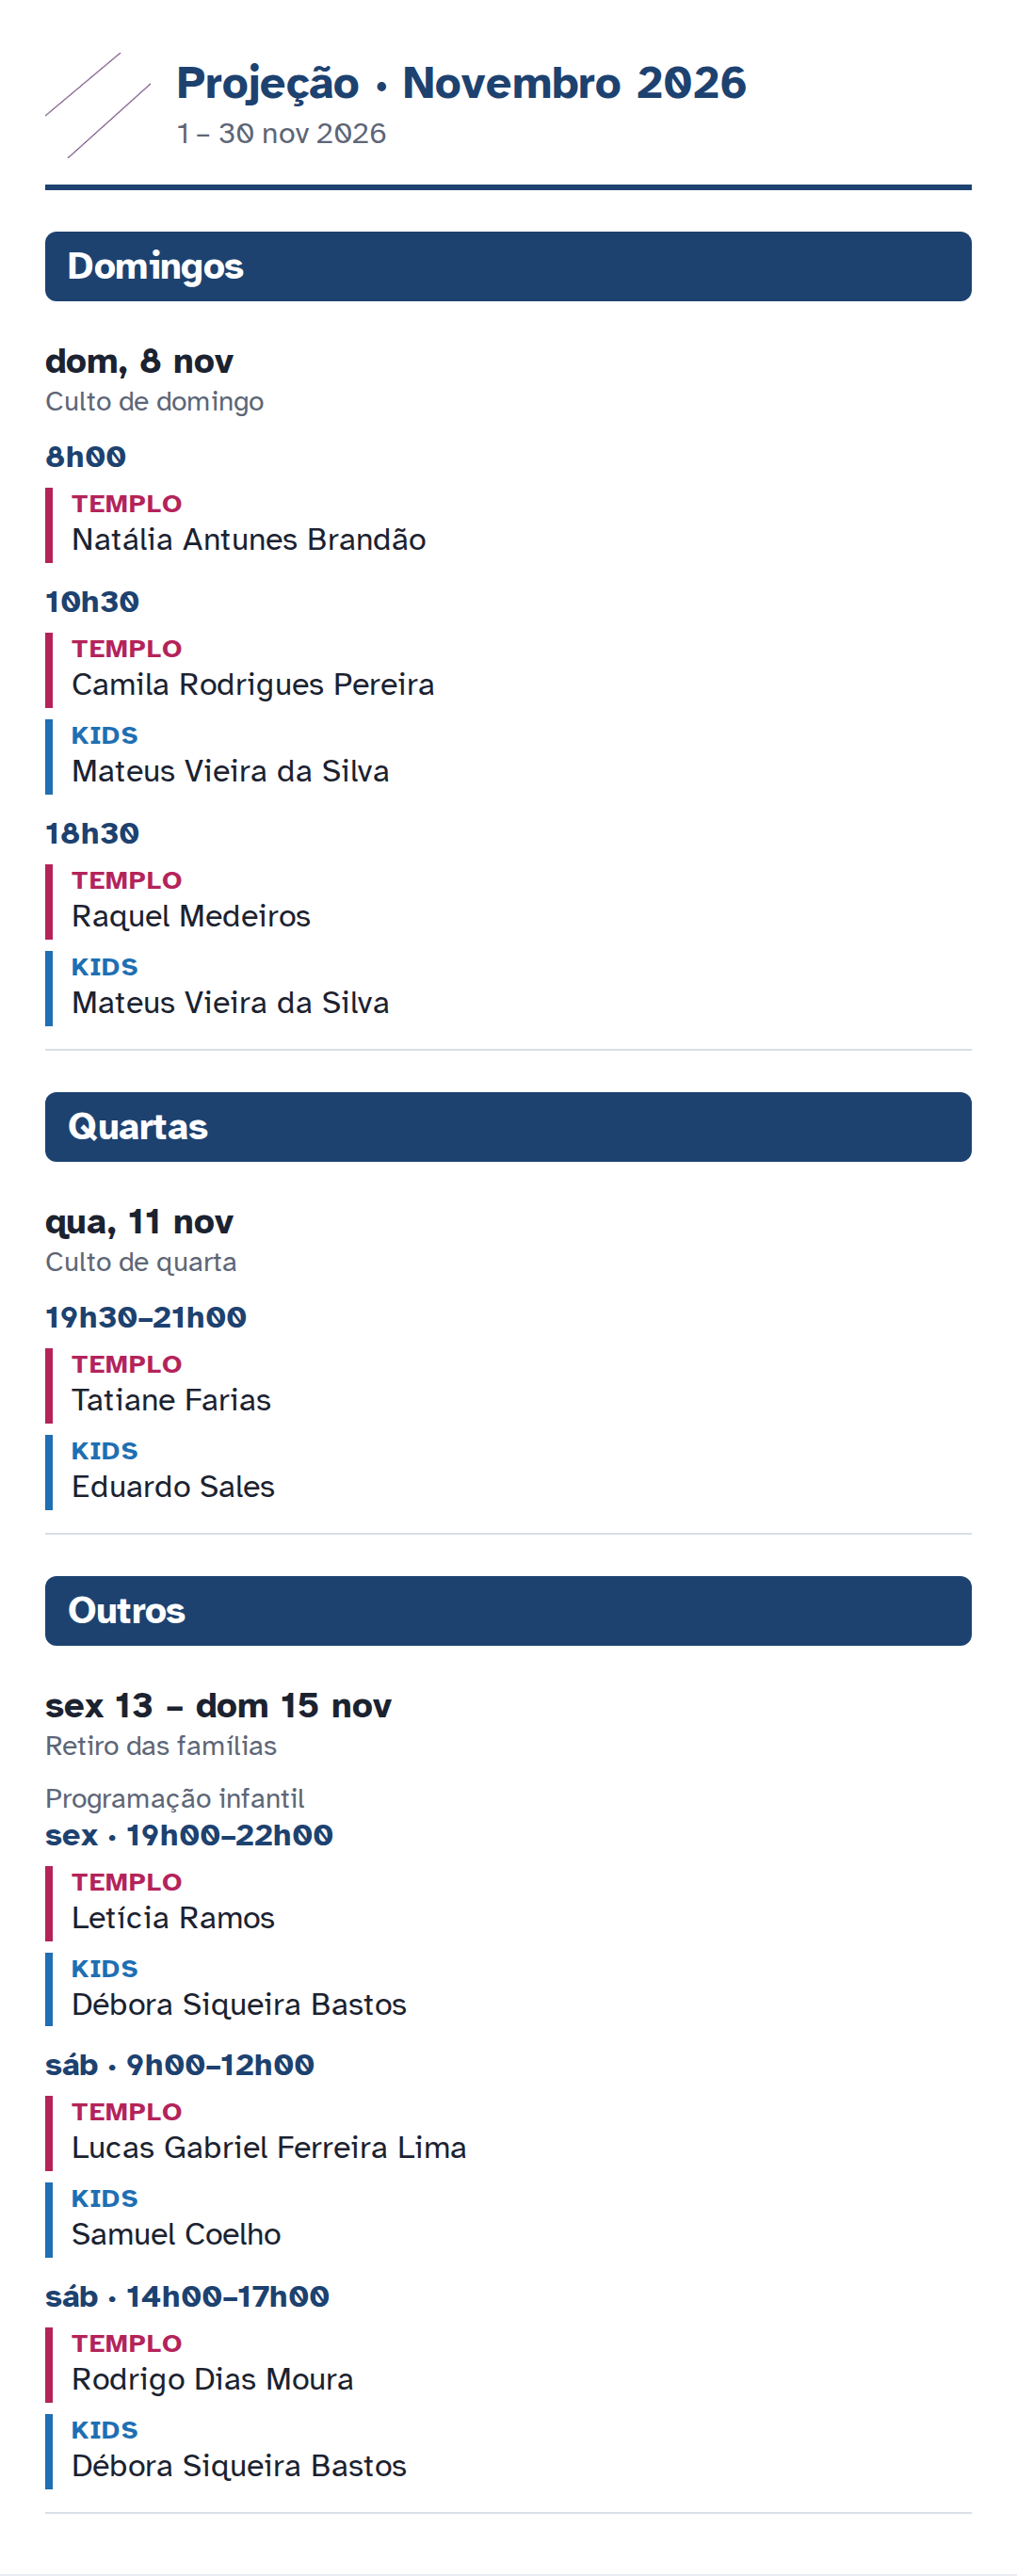 Projeção · Novembro 2026
1 – 30 nov 2026
Domingos
dom, 8 nov
Culto de domingo
8h00
TEMPLO
Natália Antunes Brandão
10h30
TEMPLO
Camila Rodrigues Pereira
KIDS
Mateus Vieira da Silva
18h30
TEMPLO
Raquel Medeiros
KIDS
Mateus Vieira da Silva
Quartas
qua, 11 nov
Culto de quarta
19h30–21h00
TEMPLO
Tatiane Farias
KIDS
Eduardo Sales
Outros
sex 13 – dom 15 nov
Retiro das famílias
Programação infantil
sex · 19h00–22h00
TEMPLO
Letícia Ramos
KIDS
Débora Siqueira Bastos
sáb · 9h00–12h00
TEMPLO
Lucas Gabriel Ferreira Lima
KIDS
Samuel Coelho
sáb · 14h00–17h00
TEMPLO
Rodrigo Dias Moura
KIDS
Débora Siqueira Bastos